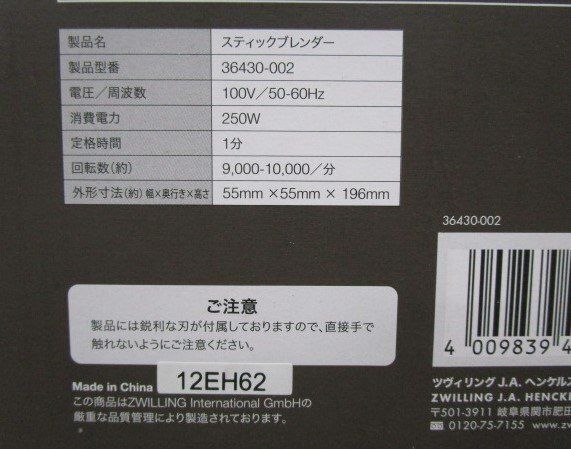 製品名 スティックブレンダー
製品型番 36430-002
電圧／周波数 100V／50-60Hz
消費電力 250W
定格時間 1分
回転数(約) 9,000-10,000／分
外形寸法(約) 幅×奥行き×高さ 55mm ×55mm × 196mm
36430-002
ご注意
製品には鋭利な刃が付属しておりますので、直接手で
触れないようにご注意ください。
4 009839 4
Made in China 12EH62
この商品はZWILLING International GmbHの
厳重な品質管理により製造されております。
ツヴィリング J.A. ヘンケルス
ZWILLING J.A. HENCKE
〒501-3911 岐阜県関市肥田
0120-75-7155 www.zw